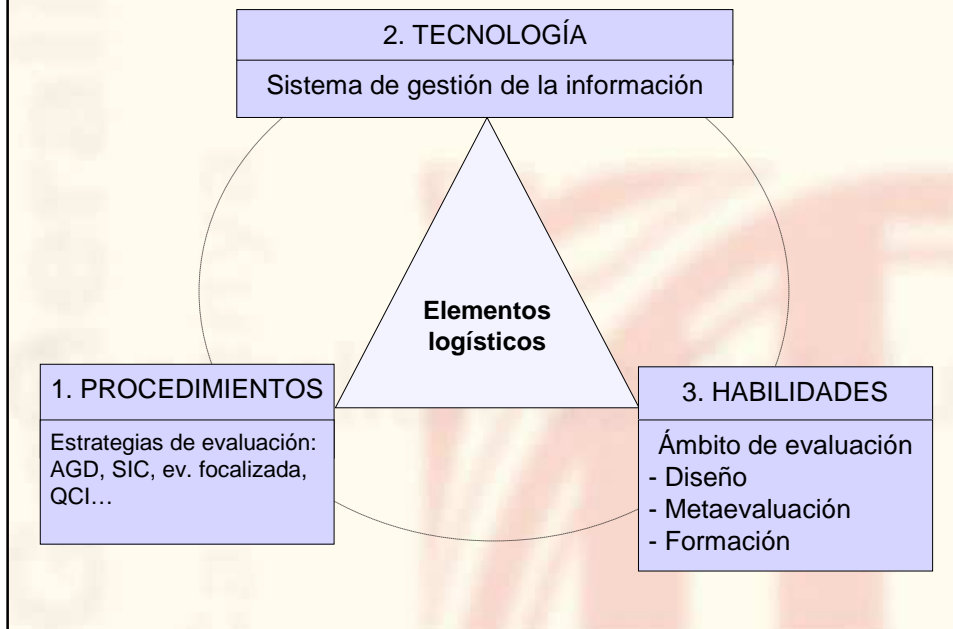 2. TECNOLOGÍA
Sistema de gestión de la información
Elementos
logísticos
1. PROCEDIMIENTOS
Estrategias de evaluación:
AGD, SIC, ev. focalizada,
QCI…
3. HABILIDADES
Ámbito de evaluación
- Diseño
- Metaevaluación
- Formación